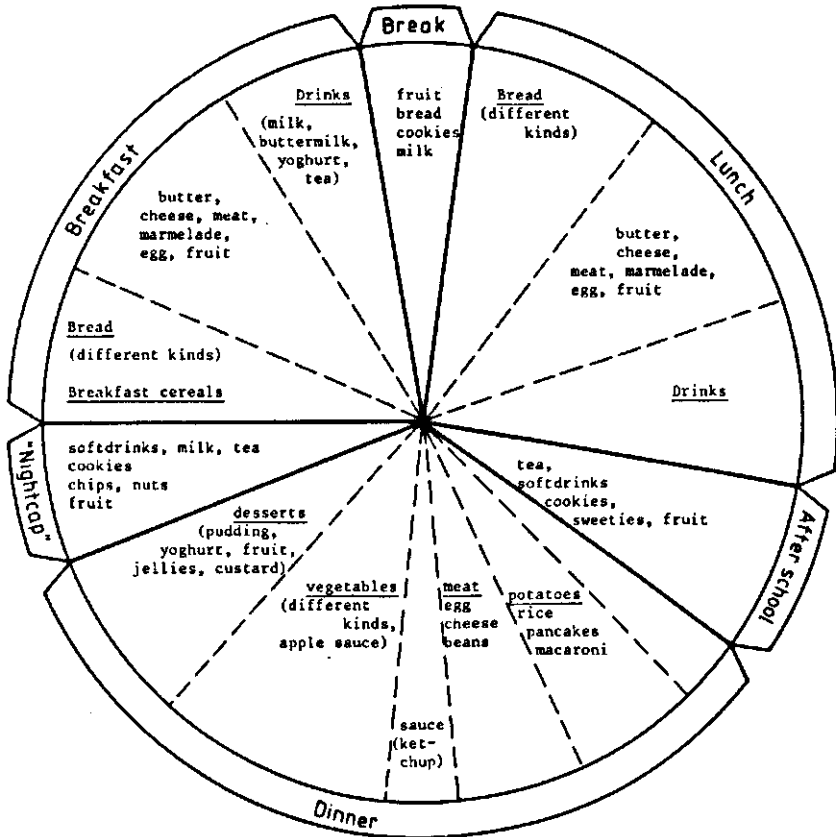 Break
fruit
bread
cookies
milk
Lunch
Bread
(different
kinds)
butter,
cheese,
meat, marmelade,
egg, fruit
Drinks
After school
tea,
softdrinks
cookies,
sweeties, fruit
Dinner
potatoes
rice
pancakes
macaroni
meat
egg
cheese
beans
sauce
(ket-
chup)
vegetables
(different
kinds,
apple sauce)
desserts
(pudding,
yoghurt, fruit,
jellies, custard)
"Nightcap"
softdrinks, milk, tea
cookies
chips, nuts
fruit
Breakfast
Bread
(different kinds)
Breakfast cereals
butter,
cheese, meat,
marmelade,
egg, fruit
Drinks
(milk,
buttermilk,
yoghurt,
tea)